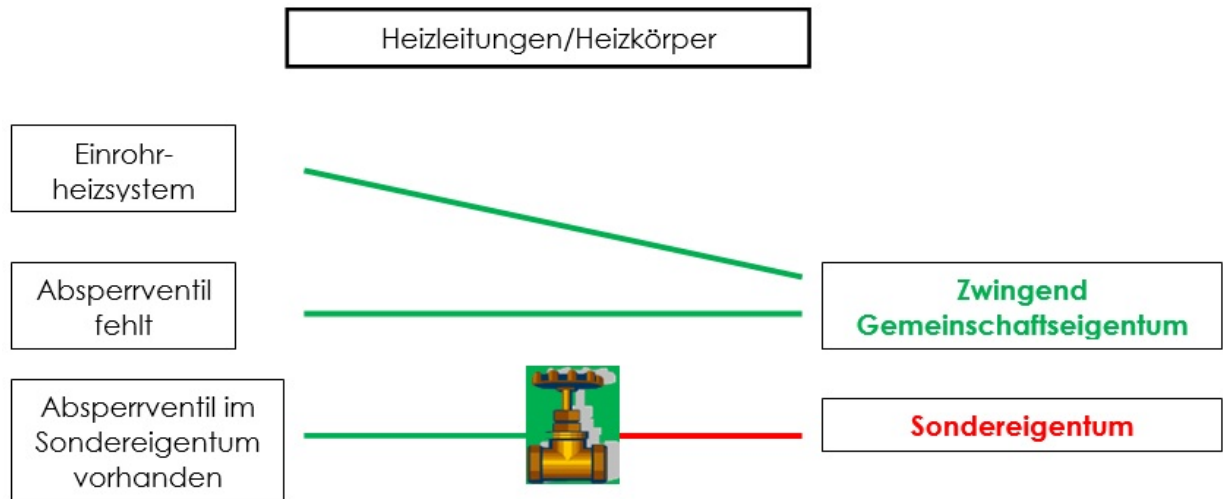 Heizleitungen/Heizkörper
Einrohr-
heizsystem
Absperrventil
fehlt
Zwingend
Gemeinschaftseigentum
Absperrventil im
Sondereigentum
vorhanden
Sondereigentum